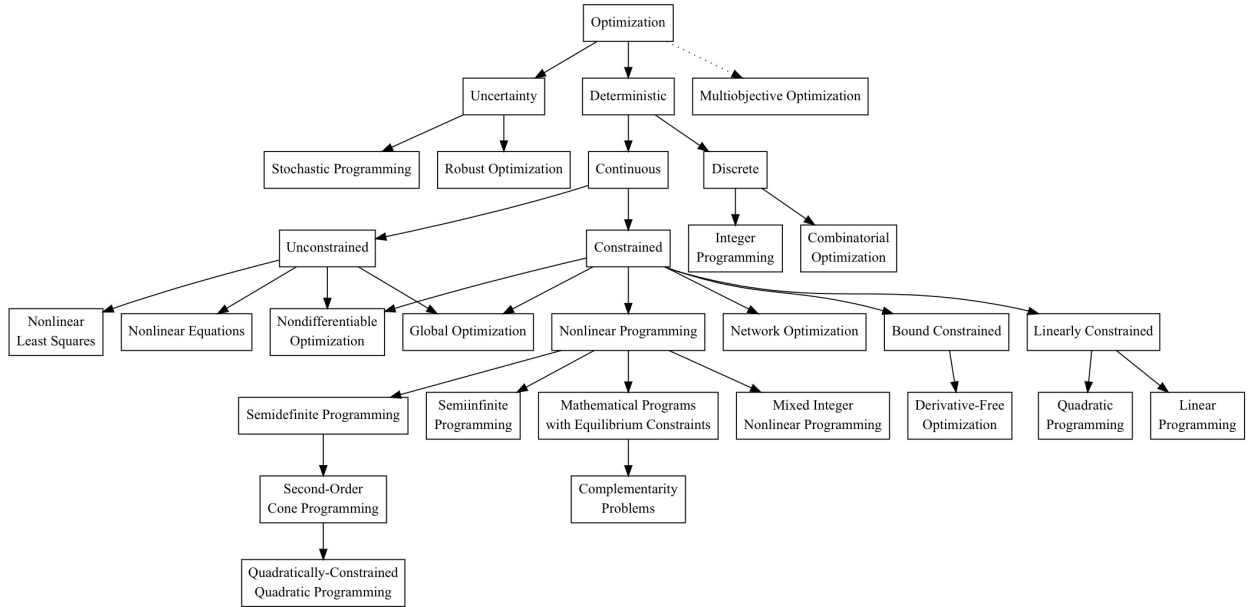 Optimization
Uncertainty
Deterministic
Multiobjective Optimization
Stochastic Programming
Robust Optimization
Continuous
Discrete
Unconstrained
Constrained
Integer
Programming
Combinatorial
Optimization
Nonlinear
Least Squares
Nonlinear Equations
Nondifferentiable
Optimization
Global Optimization
Nonlinear Programming
Network Optimization
Bound Constrained
Linearly Constrained
Semidefinite Programming
Semiinfinite
Programming
Mathematical Programs
with Equilibrium Constraints
Mixed Integer
Nonlinear Programming
Derivative-Free
Optimization
Quadratic
Programming
Linear
Programming
Second-Order
Cone Programming
Complementarity
Problems
Quadratically-Constrained
Quadratic Programming